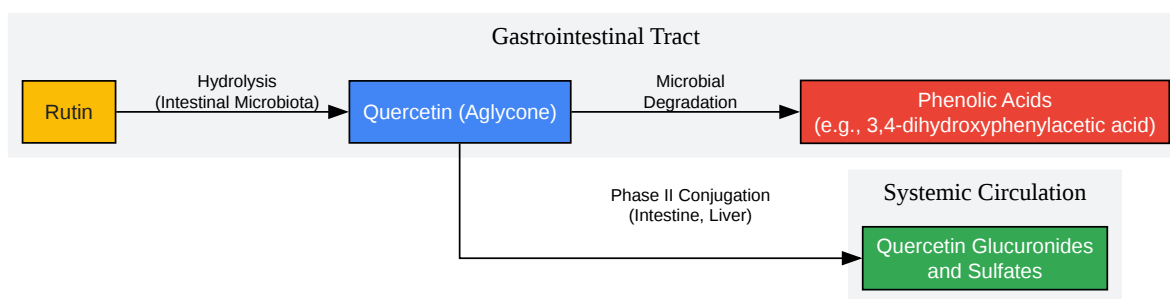 Gastrointestinal Tract
Rutin
Hydrolysis
(Intestinal Microbiota)
Quercetin (Aglycone)
Microbial
Degradation
Phenolic Acids
(e.g., 3,4-dihydroxyphenylacetic acid)
Phase II Conjugation
(Intestine, Liver)
Systemic Circulation
Quercetin Glucuronides
and Sulfates